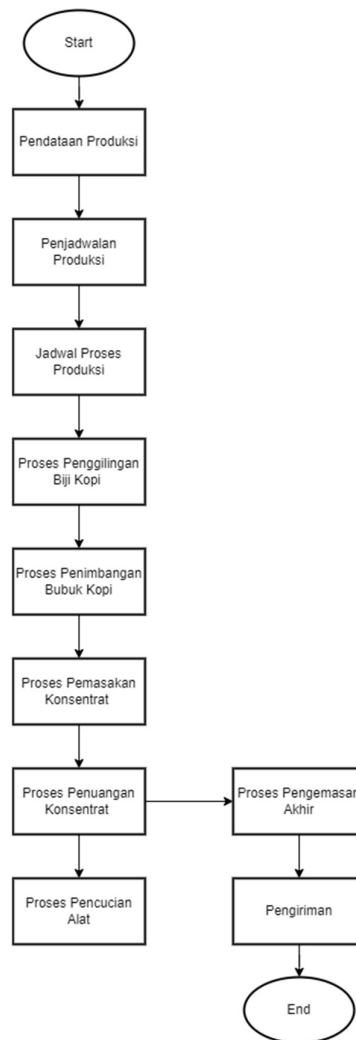 Start
Pendataan Produksi
Penjadwalan
Produksi
Jadwal Proses
Produksi
Proses Penggilingan
Biji Kopi
Proses Penimbangan
Bubuk Kopi
Proses Pemasakan
Konsentrat
Proses Penuangan
Konsentrat
Proses Pengemasan
Akhir
Proses Pencucian
Alat
Pengiriman
End